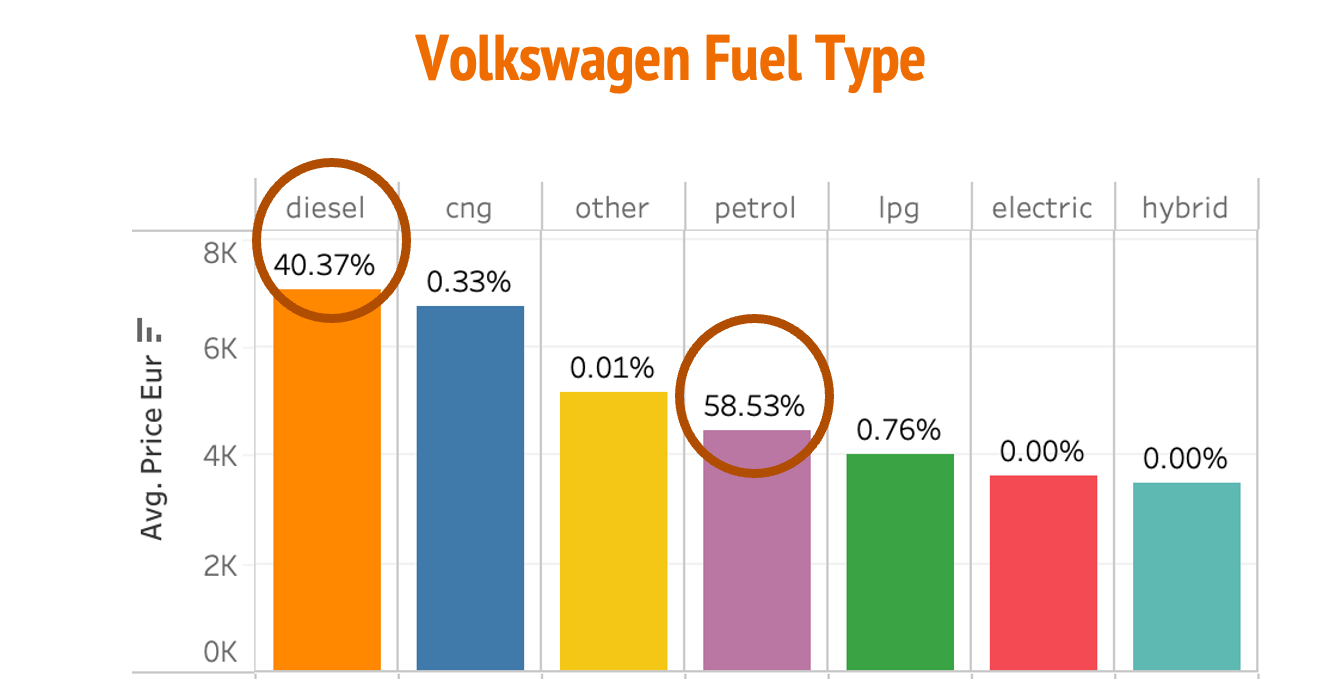 Volkswagen Fuel Type
diesel cng other petrol lpg electric hybrid
8K
40.37%
0.33%
6K
0.01%
58.53%
0.76%
4K
0.00%
0.00%
2K
0K
Avg. Price Eur